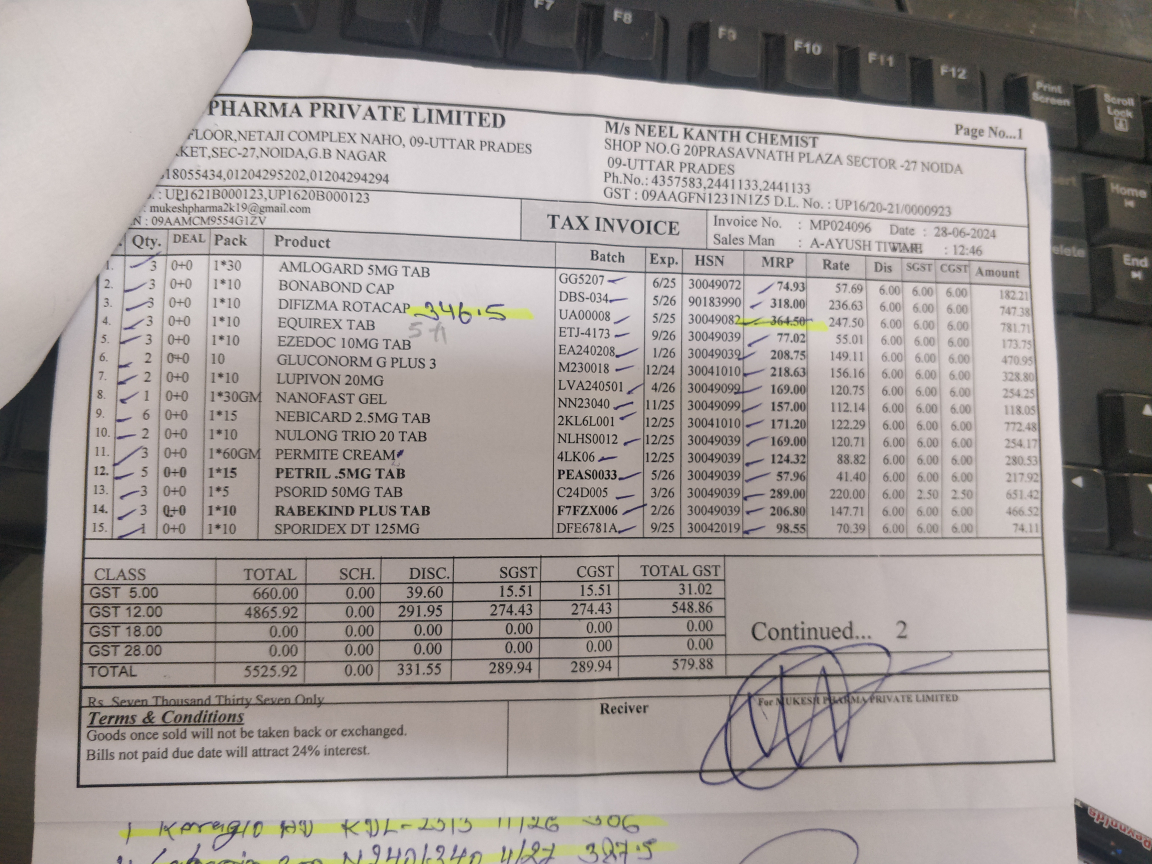 PHARMA PRIVATE LIMITED
FLOOR,NETAJI COMPLEX NAHO, 09-UTTAR PRADES
KET,SEC-27,NOIDA,G.B NAGAR
18055434,01204295202,01204294294
: UP1621B000123,UP1620B000123
: mukeshpharma2k19@gmail.com
N : 09AAMCM9554G1ZV
Page No...1
M/s NEEL KANTH CHEMIST
SHOP NO.G 20PRASAVNATH PLAZA SECTOR -27 NOIDA
09-UTTAR PRADES
Ph.No.: 4357583,2441133,2441133
GST : 09AAGFN1231N1Z5 D.L. No.: UP16/20-21/0000923
TAX INVOICE
Invoice No. : MP024096 Date : 28-06-2024
Sales Man : A-AYUSH TIWARI : 12:46
Qty. DEAL Pack Product Batch Exp. HSN MRP Rate Dis SGST CGST Amount
1. 3 0+0 1*30 AMLOGARD 5MG TAB GG5207 6/25 30049072 74.93 57.69 6.00 6.00 6.00 182.21
2. 3 0+0 1*10 BONABOND CAP DBS-034 5/26 90183990 318.00 236.63 6.00 6.00 6.00 747.38
3. 3 0+0 1*10 DIFIZMA ROTACAP 346.5 UA00008 5/25 30049082 364.50 247.50 6.00 6.00 6.00 781.71
4. 3 0+0 1*10 EQUIREX TAB ETJ-4173 9/26 30049039 77.02 55.01 6.00 6.00 6.00 173.75
5. 3 0+0 1*10 EZEDOC 10MG TAB EA240208 1/26 30049039 208.75 149.11 6.00 6.00 6.00 470.95
6. 2 0+0 10 GLUCONORM G PLUS 3 M230018 12/24 30041010 218.63 156.16 6.00 6.00 6.00 328.80
7. 2 0+0 1*10 LUPIVON 20MG LVA240501 4/26 30049099 169.00 120.75 6.00 6.00 6.00 254.25
8. 1 0+0 1*30GM NANOFAST GEL NN23040 11/25 30049039 157.00 112.14 6.00 6.00 6.00 118.05
9. 6 0+0 1*15 NEBICARD 2.5MG TAB 2KL6L001 12/25 30041010 171.20 122.29 6.00 6.00 6.00 772.48
10. 2 0+0 1*10 NULONG TRIO 20 TAB NLHS0012 12/25 30049039 169.00 120.71 6.00 6.00 6.00 254.17
11. 3 0+0 1*60GM PERMITE CREAM 4LK06 12/25 30049039 124.32 88.82 6.00 6.00 6.00 280.53
12. 5 0+0 1*15 PETRIL .5MG TAB PEAS0033 5/26 30049039 57.96 41.40 6.00 6.00 6.00 217.92
13. 3 0+0 1*5 PSORID 50MG TAB C24D005 3/26 30049039 289.00 220.00 6.00 2.50 2.50 651.42
14. 3 0+0 1*10 RABEKIND PLUS TAB F7FZX006 2/26 30049039 206.80 147.71 6.00 6.00 6.00 466.52
15. 1 0+0 1*10 SPORIDEX DT 125MG DFE6781A 9/25 30042019 98.55 70.39 6.00 6.00 6.00 74.11
CLASS TOTAL SCH. DISC. SGST CGST TOTAL GST
GST 5.00 660.00 0.00 39.60 15.51 15.51 31.02
GST 12.00 4865.92 0.00 291.95 274.43 274.43 548.86
GST 18.00 0.00 0.00 0.00 0.00 0.00 0.00
GST 28.00 0.00 0.00 0.00 0.00 0.00 0.00
TOTAL 5525.92 0.00 331.55 289.94 289.94 579.88
Continued... 2
Rs. Seven Thousand Thirty Seven Only
Terms & Conditions
Goods once sold will not be taken back or exchanged.
Bills not paid due date will attract 24% interest.
Reciver
For MUKESH PHARMA PRIVATE LIMITED
11/26 306
4/27 387.5
F7
F8
F9
F10
F11
F12
Print
Screen
Scroll
Lock
Home
End